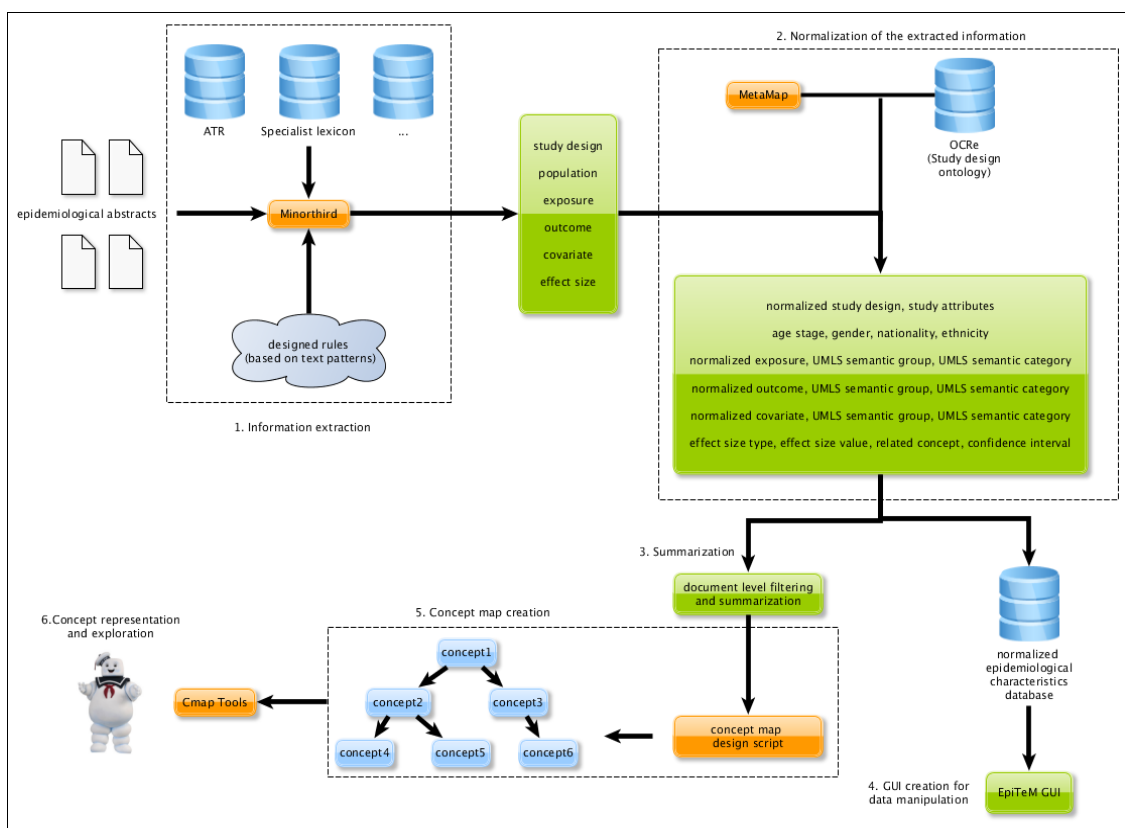 2. Normalization of the extracted information
MetaMap
ATR
Specialist lexicon
...
OCRe
(Study design
ontology)
study design
population
exposure
outcome
covariate
effect size
epidemiological abstracts
Minorthird
designed rules
(based on text patterns)
1. Information extraction
normalized study design, study attributes
age stage, gender, nationality, ethnicity
normalized exposure, UMLS semantic group, UMLS semantic category
normalized outcome, UMLS semantic group, UMLS semantic category
normalized covariate, UMLS semantic group, UMLS semantic category
effect size type, effect size value, related concept, confidence interval
3. Summarization
document level filtering
and summarization
5. Concept map creation
6.Concept representation
and exploration
concept1
concept2
concept3
concept4
concept5
concept6
Cmap Tools
concept map
design script
normalized
epidemiological
characteristics
database
4. GUI creation for
data manipulation
EpiTeM GUI